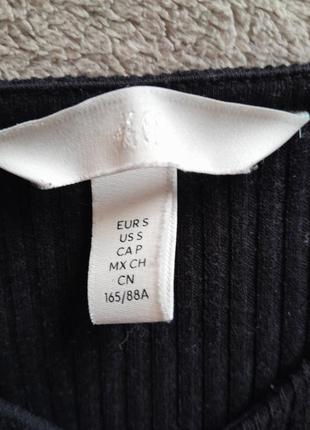 H&M
EUR S
US S
CA P
MX CH
CN
165/88A